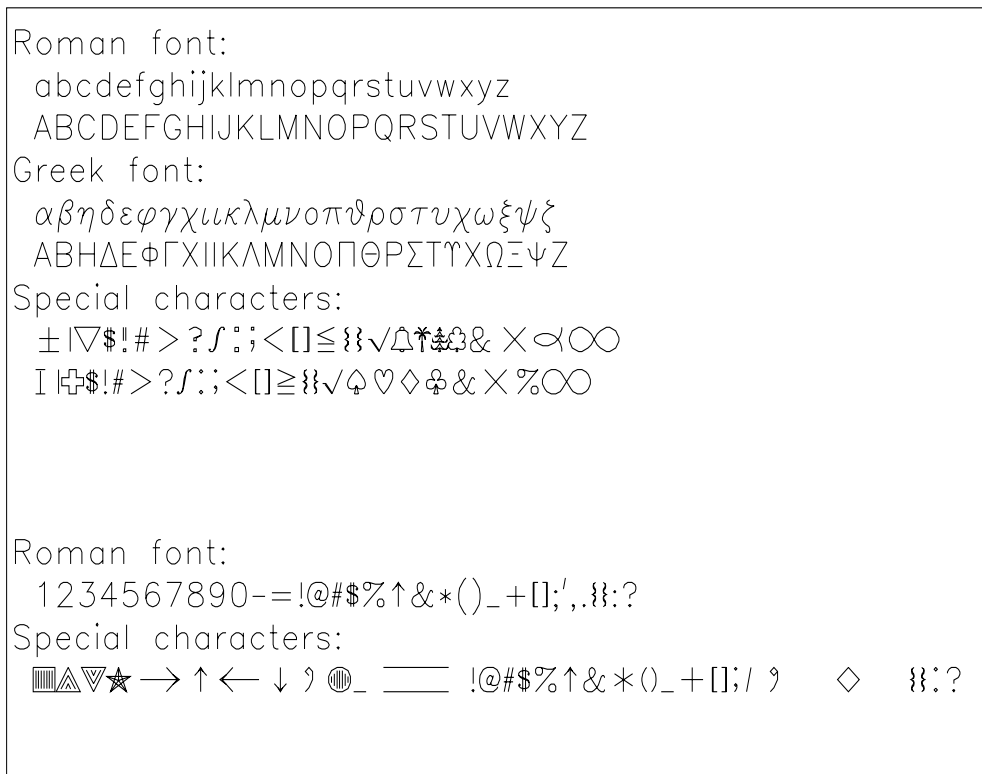 Roman font:
abcdefghijklmnopqrstuvwxyz
ABCDEFGHIJKLMNOPQRSTUVWXYZ
Greek font:
αβηδεφγχιικλμνοπϑρστυχωξψζ
ΑΒΗΔΕΦΓΧΙΙΚΛΜΝΟΠΘΡΣΤϒΧΩΞΨΖ
Special characters:
±|▽$!#>?∫:;<[]≦⌇⌇√🔔🌴🌲🌳&×∝○○
I|✚$!#>?∫:;<[]≧⌇⌇√♤♡♢♧&×%○○
Roman font:
1234567890-=!@#$%↑&*()_+[];',.⌇⌇:?
Special characters:
▥◬▽★→↑←↓,◍_ ‾_ !@#$%↑&*()_+[];/ , ◇ ⌇⌇:?